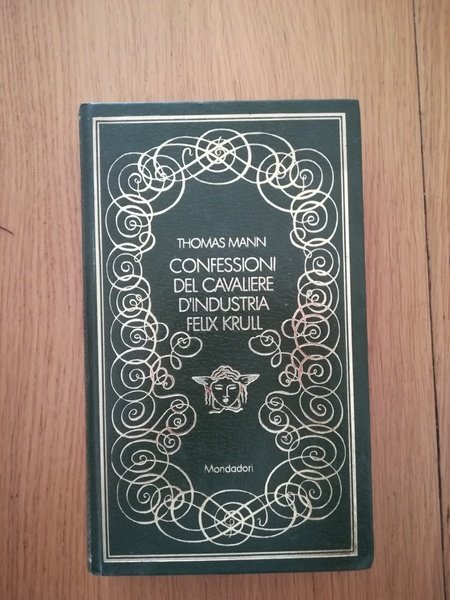 THOMAS MANN
CONFESSIONI
DEL CAVALIERE
D'INDUSTRIA
FELIX KRULL
Mondadori